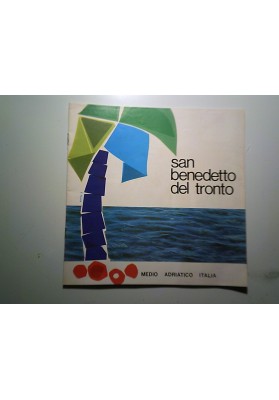 san
benedetto
del tronto
MEDIO ADRIATICO ITALIA